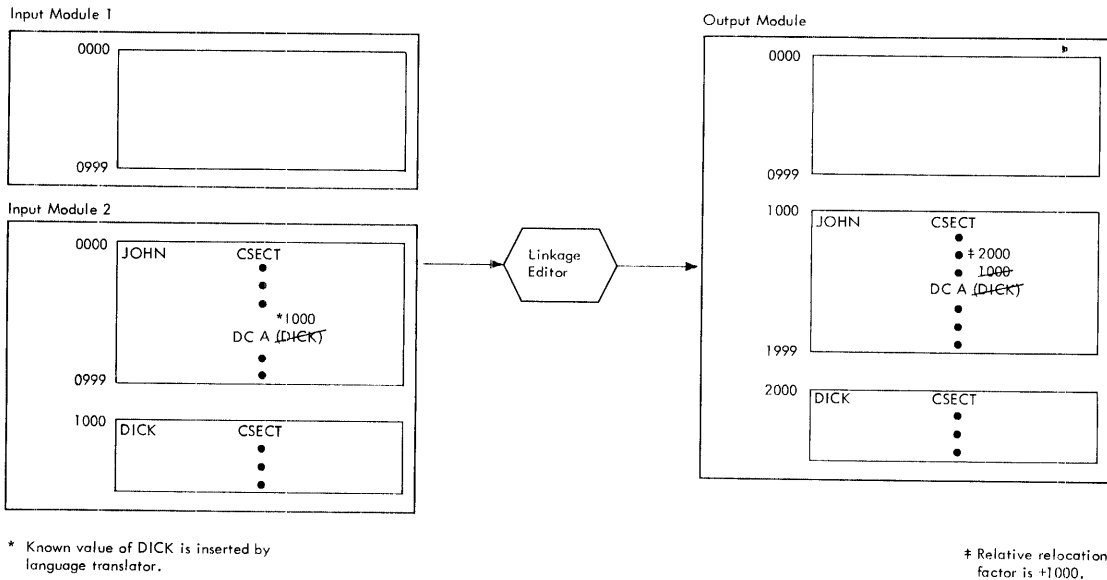 Input Module 1
0000
0999
Input Module 2
0000
JOHN CSECT
*1000
DC A (DICK)
0999
1000
DICK CSECT
Linkage
Editor
Output Module
0000
0999
1000
JOHN CSECT
‡ 2000
1000
DC A (DICK)
1999
2000
DICK CSECT
* Known value of DICK is inserted by
language translator.
‡ Relative relocation
factor is +1000.